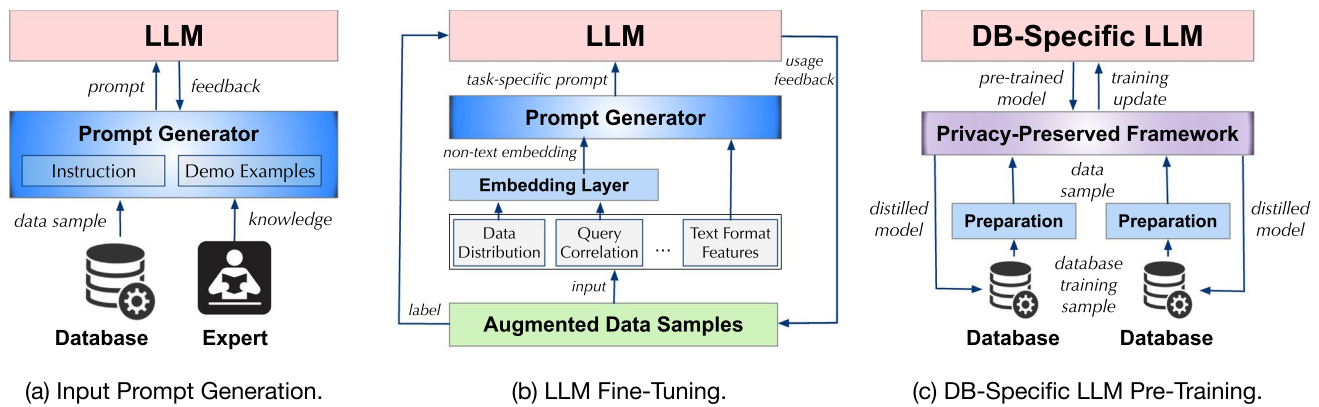 LLM
prompt
feedback
Prompt Generator
Instruction
Demo Examples
data sample
knowledge
Database
Expert
(a) Input Prompt Generation.
LLM
task-specific prompt
usage
feedback
Prompt Generator
non-text embedding
Embedding Layer
Data
Distribution
Query
Correlation
...
Text Format
Features
input
label
Augmented Data Samples
(b) LLM Fine-Tuning.
DB-Specific LLM
pre-trained
model
training
update
Privacy-Preserved Framework
data
sample
distilled
model
Preparation
Preparation
distilled
model
database
training
sample
Database
Database
(c) DB-Specific LLM Pre-Training.